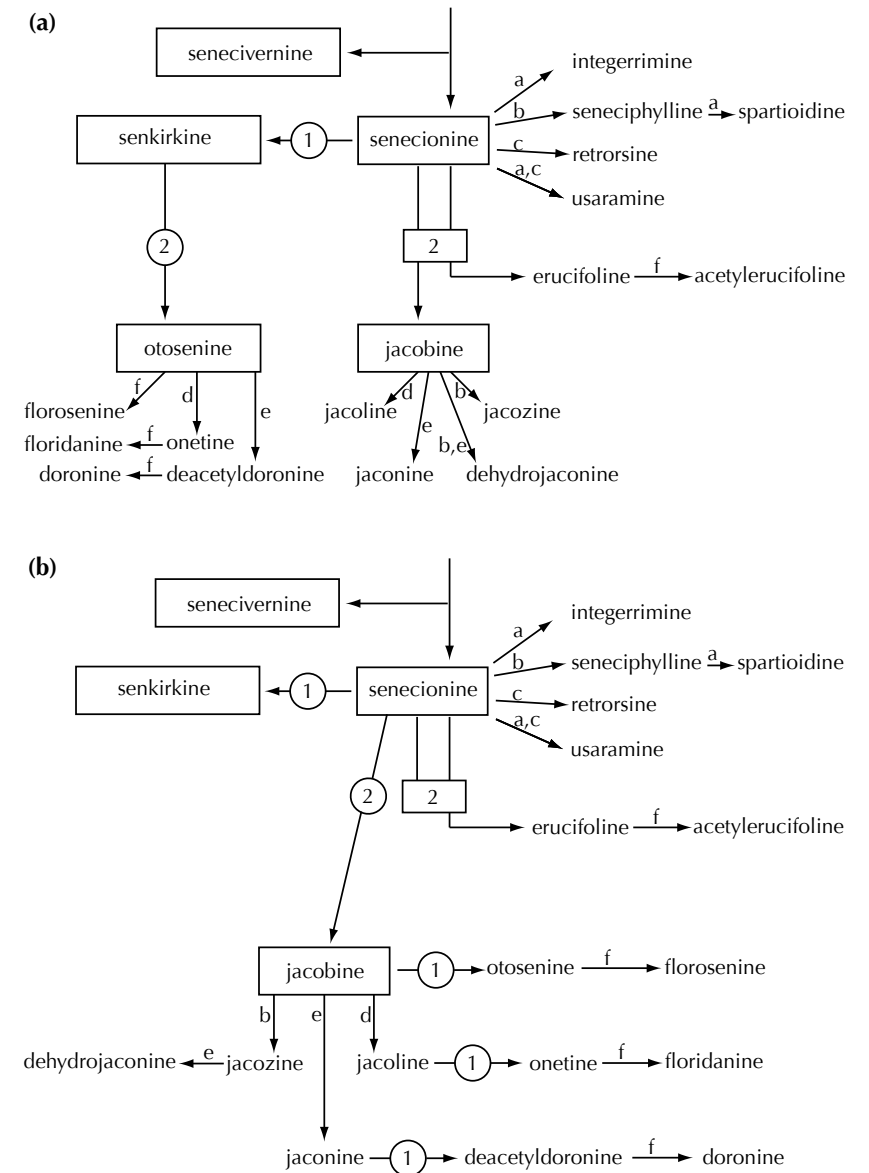 (a)
senecivernine
integerrimine
a
b
seneciphylline a spartioidine
senkirkine 1 senecionine
c
retrorsine
a,c
usaramine
2 2
erucifoline f acetylerucifoline
otosenine jacobine
f d e d b
florosenine jacoline jacozine
e
floridanine f onetine b,e
doronine f deacetyldoronine jaconine dehydrojaconine
(b)
senecivernine
integerrimine
a
b
seneciphylline a spartioidine
senkirkine 1 senecionine
c
retrorsine
a,c
usaramine
2 2
erucifoline f acetylerucifoline
jacobine 1 otosenine f florosenine
b e d
dehydrojaconine e jacozine jacoline 1 onetine f floridanine
jaconine 1 deacetyldoronine f doronine